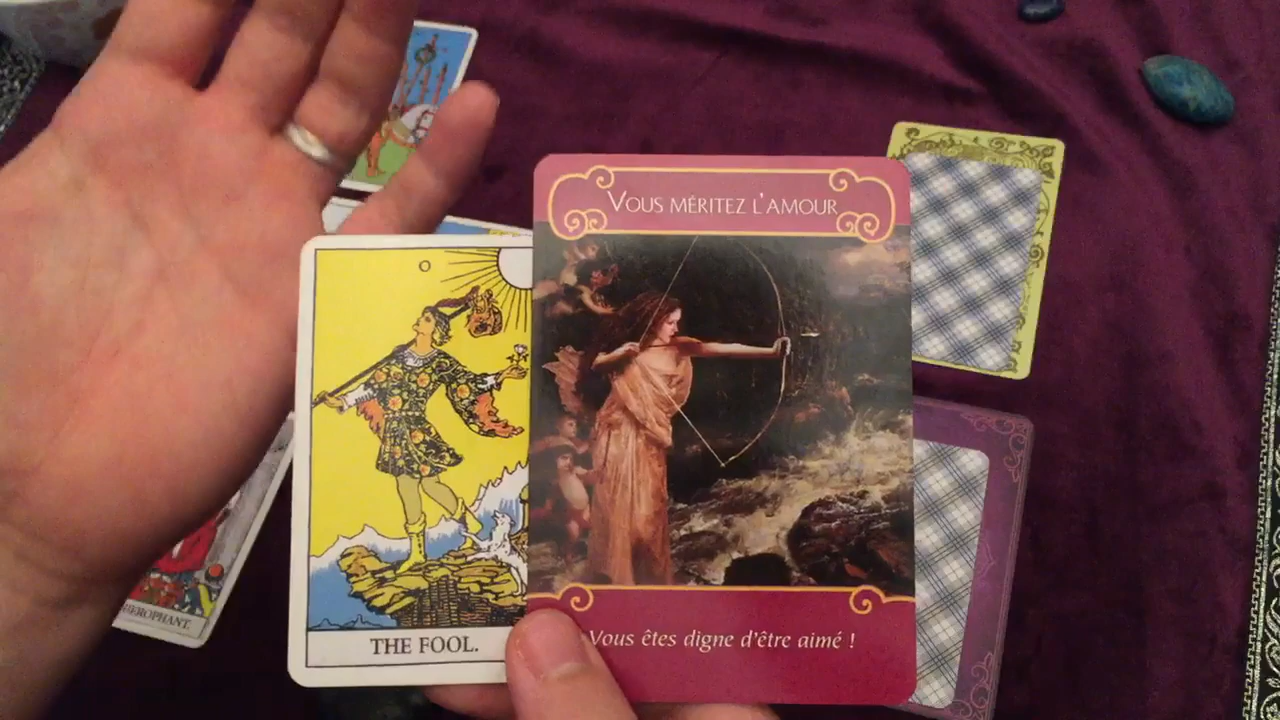 VOUS MÉRITEZ L'AMOUR
THE FOOL.
Vous êtes digne d'être aimé !
HIEROPHANT.